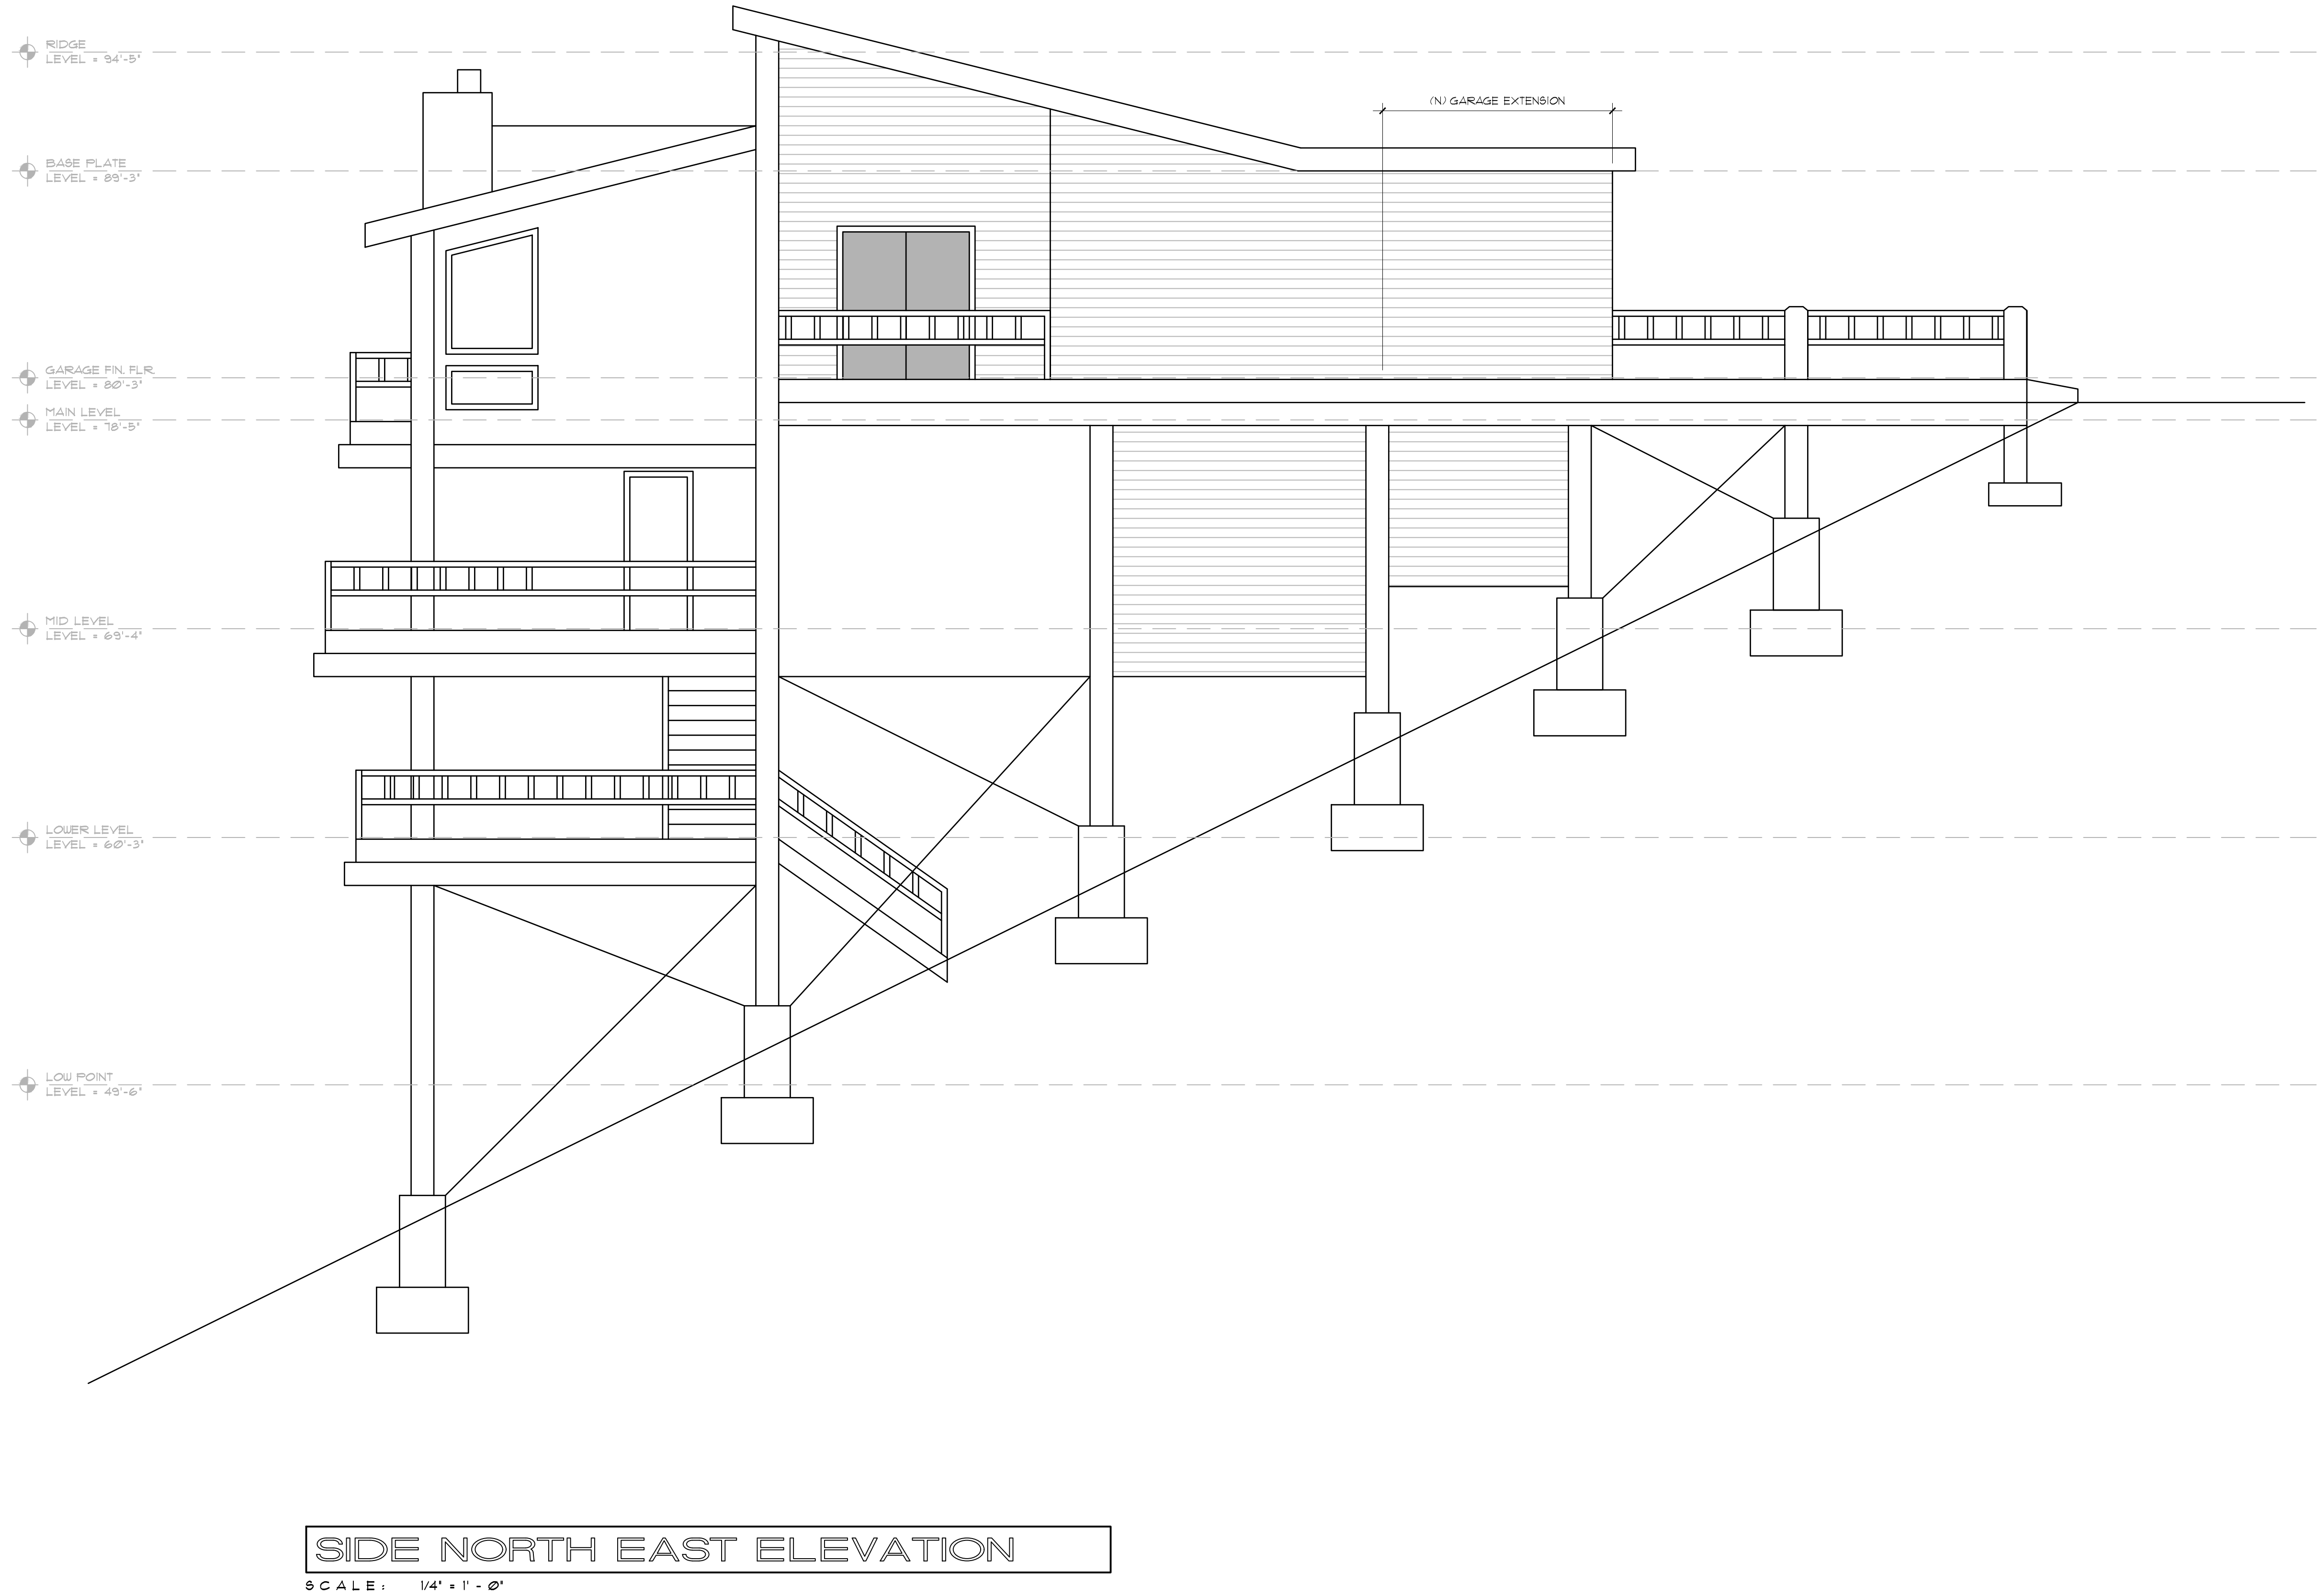 RIDGE
LEVEL = 94'-5"
(N) GARAGE EXTENSION
BASE PLATE
LEVEL = 89'-3"
GARAGE FIN. FLR.
LEVEL = 80'-3"
MAIN LEVEL
LEVEL = 78'-5"
MID LEVEL
LEVEL = 69'-4"
LOWER LEVEL
LEVEL = 60'-3"
LOW POINT
LEVEL = 49'-6"
SIDE NORTH EAST ELEVATION
SCALE: 1/4" = 1' - 0"